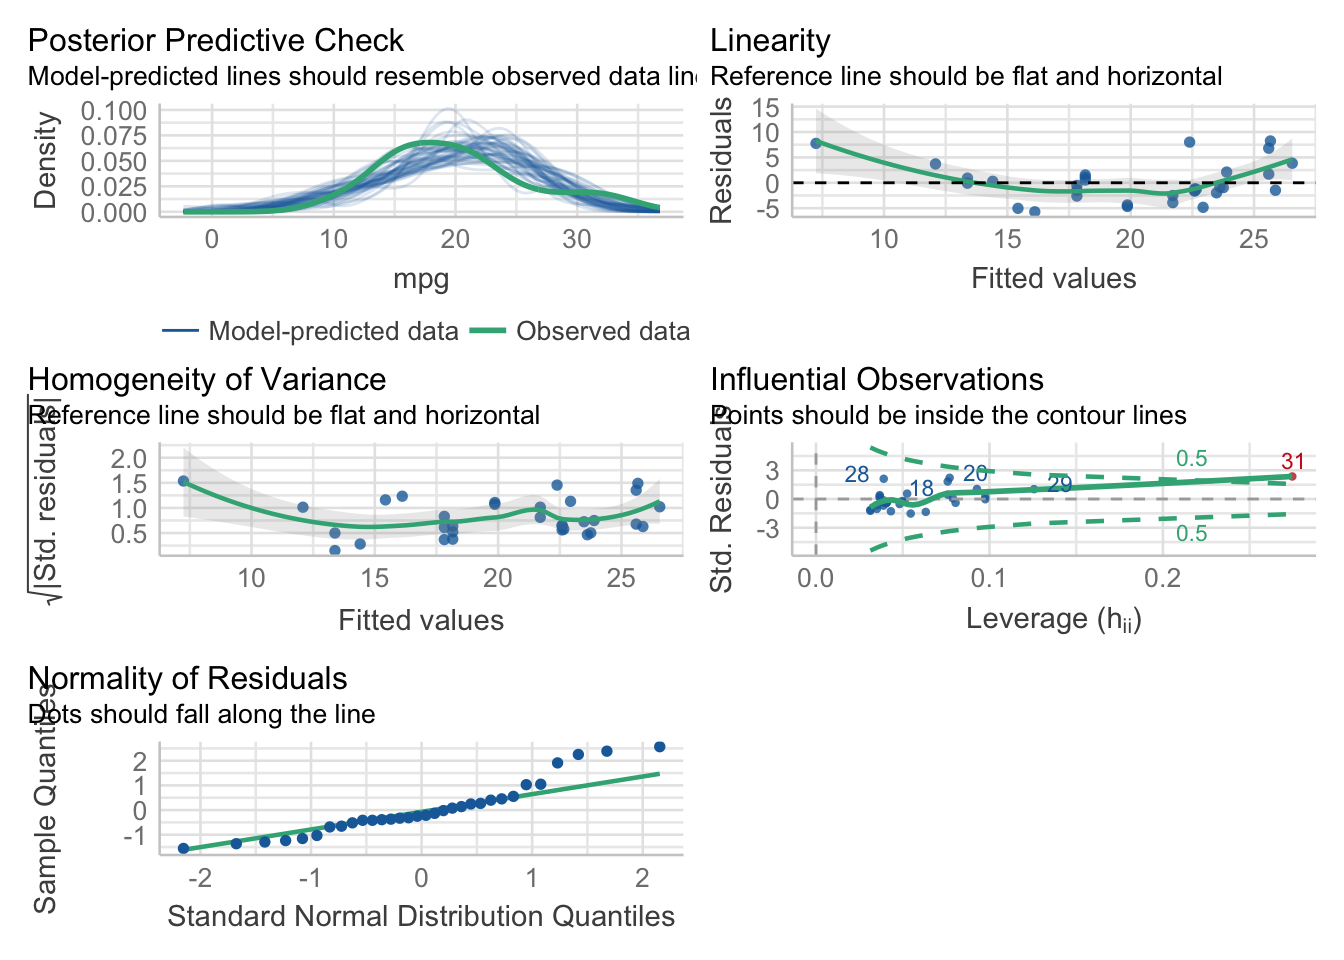 Posterior Predictive Check
Model-predicted lines should resemble observed data lin
Density
0.100
0.075
0.050
0.025
0.000
0 10 20 30
mpg
Model-predicted data Observed data
Linearity
Reference line should be flat and horizontal
Residuals
15
10
5
0
-5
10 15 20 25
Fitted values
Homogeneity of Variance
Reference line should be flat and horizontal
√|Std. residuals|
2.0
1.5
1.0
0.5
10 15 20 25
Fitted values
Influential Observations
Points should be inside the contour lines
Std. Residuals
3
0
-3
28
18
20
29
0.5
31
0.5
0.0 0.1 0.2
Leverage (hii)
Normality of Residuals
Dots should fall along the line
Sample Quantiles
2
1
0
-1
-2 -1 0 1 2
Standard Normal Distribution Quantiles